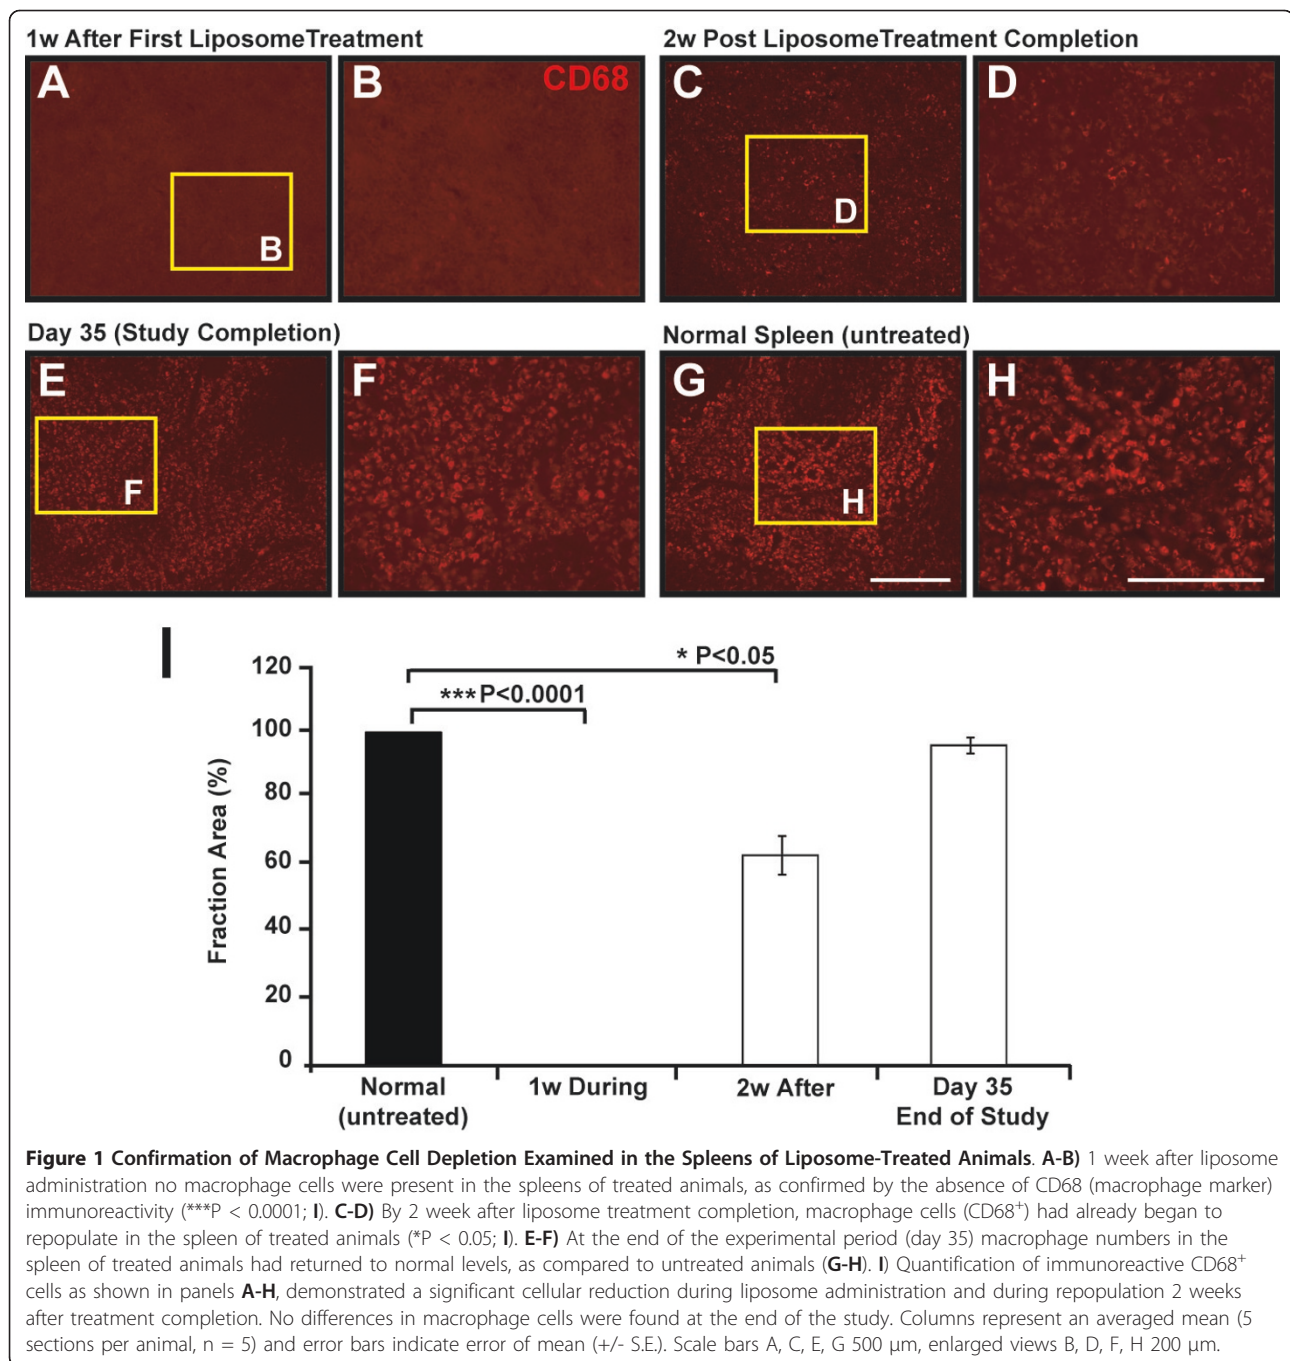 1w After First LiposomeTreatment
2w Post LiposomeTreatment Completion
A
B
CD68
C
D
B
D
Day 35 (Study Completion)
Normal Spleen (untreated)
E
F
G
H
F
H
I
* P<0.05
***P<0.0001
120
100
80
60
40
20
0
Fraction Area (%)
Normal
(untreated)
1w During
2w After
Day 35
End of Study
Figure 1 Confirmation of Macrophage Cell Depletion Examined in the Spleens of Liposome-Treated Animals. A-B) 1 week after liposome
administration no macrophage cells were present in the spleens of treated animals, as confirmed by the absence of CD68 (macrophage marker)
immunoreactivity (***P < 0.0001; I). C-D) By 2 week after liposome treatment completion, macrophage cells (CD68⁺) had already began to
repopulate in the spleen of treated animals (*P < 0.05; I). E-F) At the end of the experimental period (day 35) macrophage numbers in the
spleen of treated animals had returned to normal levels, as compared to untreated animals (G-H). I) Quantification of immunoreactive CD68⁺
cells as shown in panels A-H, demonstrated a significant cellular reduction during liposome administration and during repopulation 2 weeks
after treatment completion. No differences in macrophage cells were found at the end of the study. Columns represent an averaged mean (5
sections per animal, n = 5) and error bars indicate error of mean (+/- S.E.). Scale bars A, C, E, G 500 μm, enlarged views B, D, F, H 200 μm.